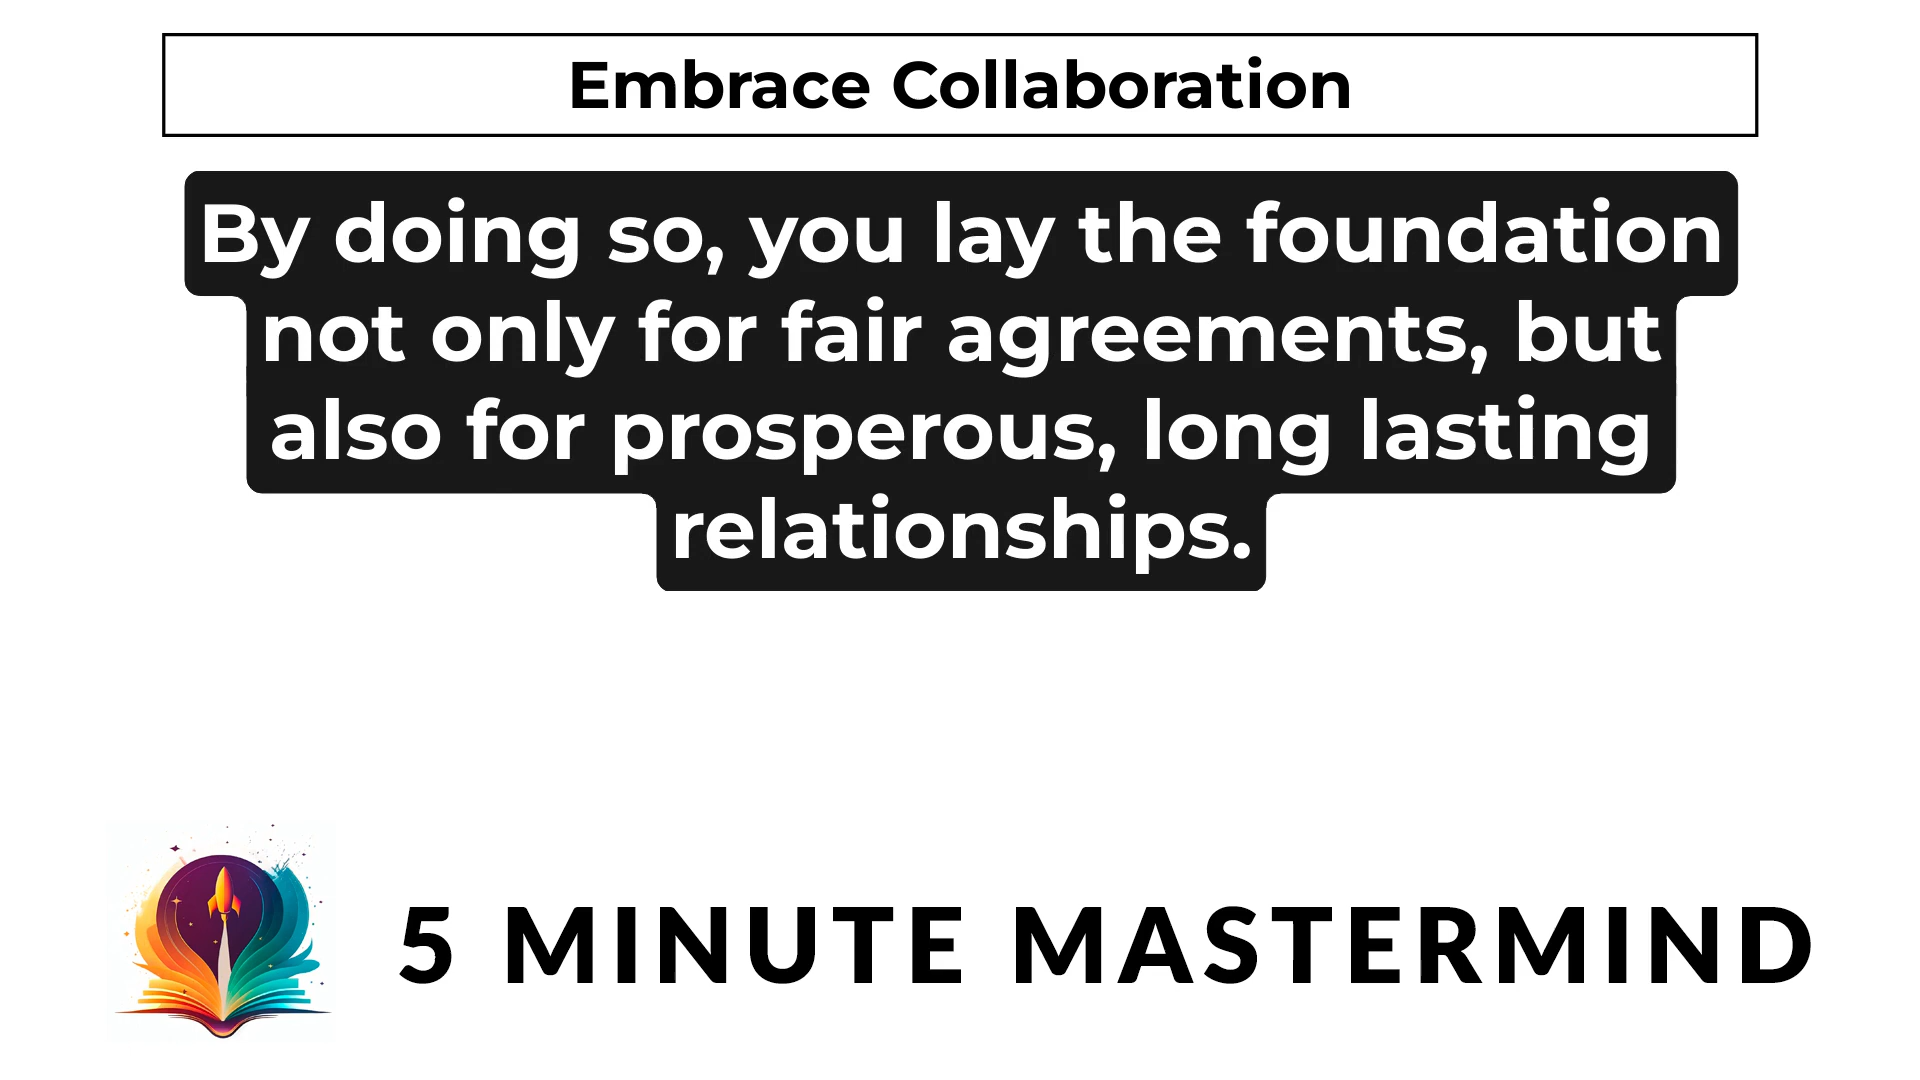 Embrace Collaboration
By doing so, you lay the foundation
not only for fair agreements, but
also for prosperous, long lasting
relationships.
5 MINUTE MASTERMIND